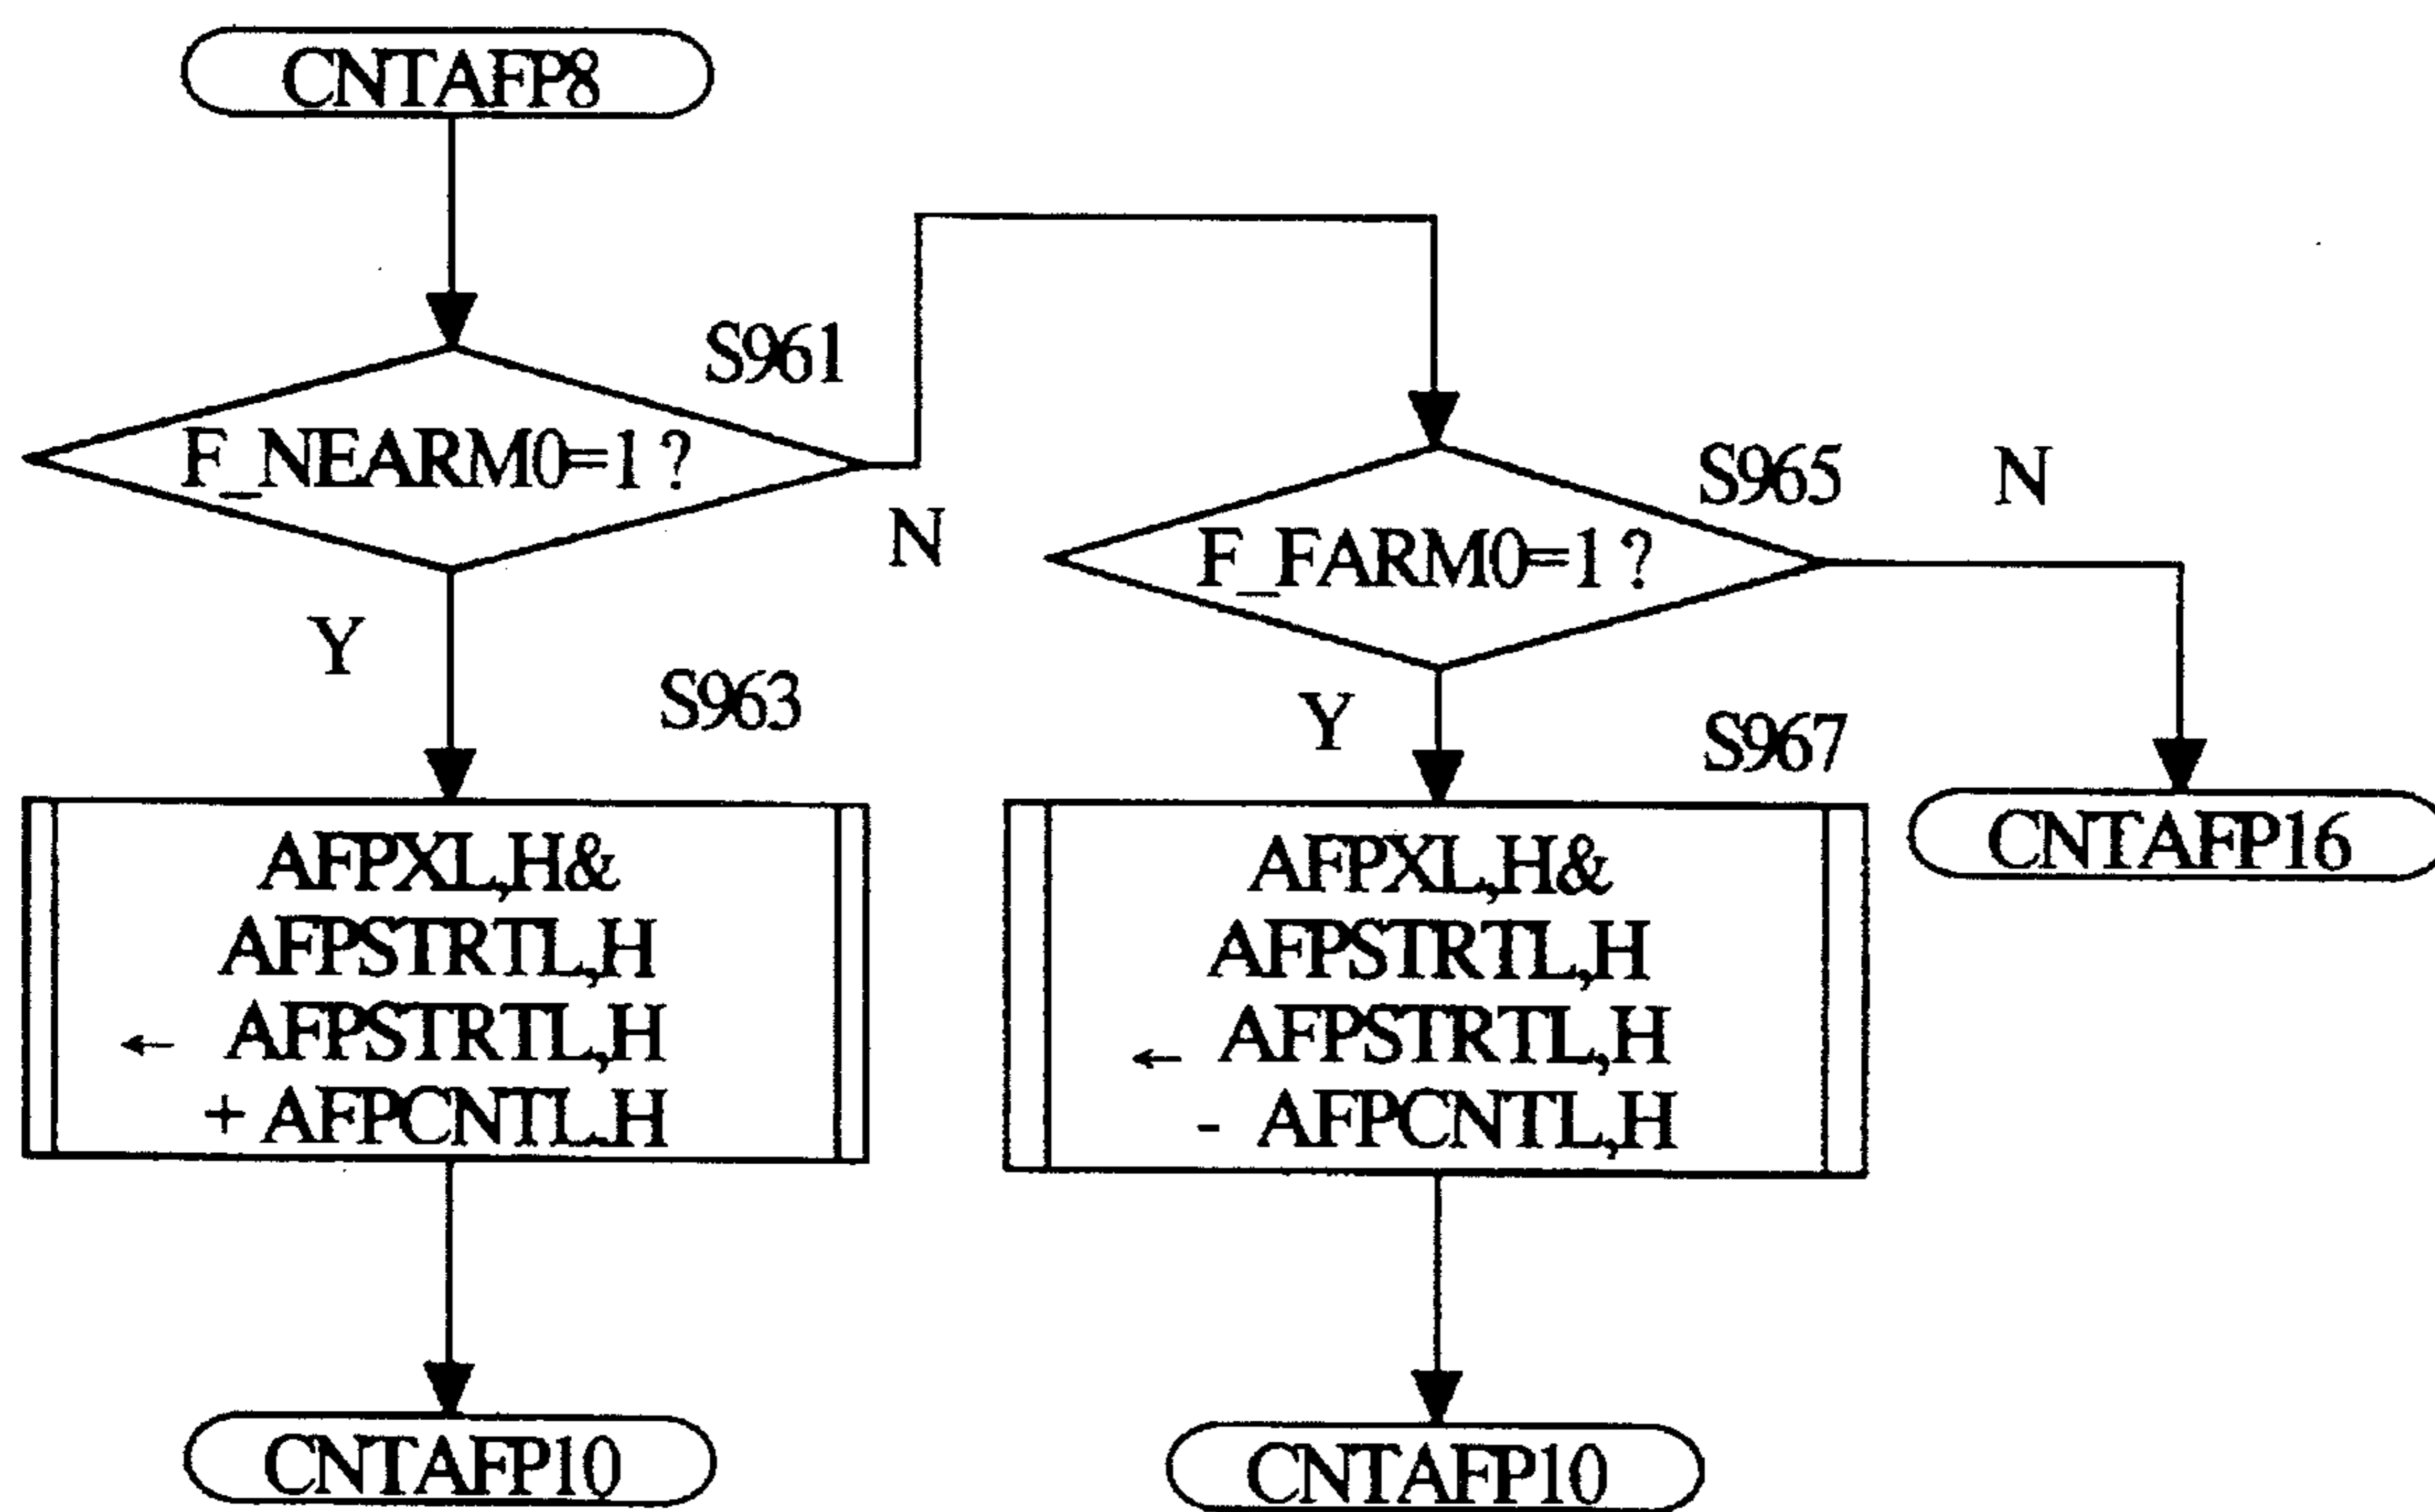 CNTAFP8
S961
F_NEARM0=1 ?
N
Y
S963
AFPXL,H&
AFPSTRTL,H
← AFPSTRTL,H
+ AFPCNTL,H
CNTAFP10
S965
N
F_FARM0=1 ?
Y
S967
AFPXL,H&
AFPSTRTL,H
← AFPSTRTL,H
- AFPCNTL,H
CNTAFP10
CNTAFP16